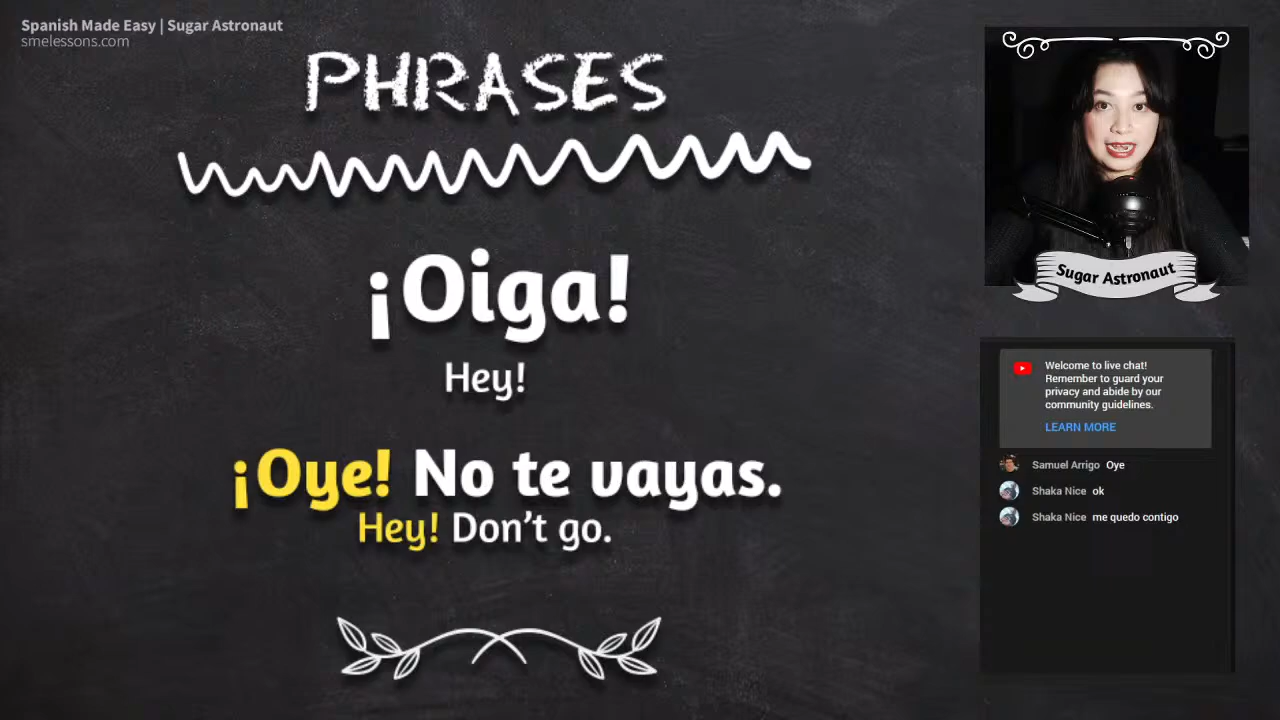 Spanish Made Easy | Sugar Astronaut
smelessons.com
PHRASES
¡Oiga!
Hey!
¡Oye! No te vayas.
Hey! Don’t go.
Sugar Astronaut
Welcome to live chat!
Remember to guard your
privacy and abide by our
community guidelines.
LEARN MORE
Samuel Arrigo Oye
Shaka Nice ok
Shaka Nice me quedo contigo